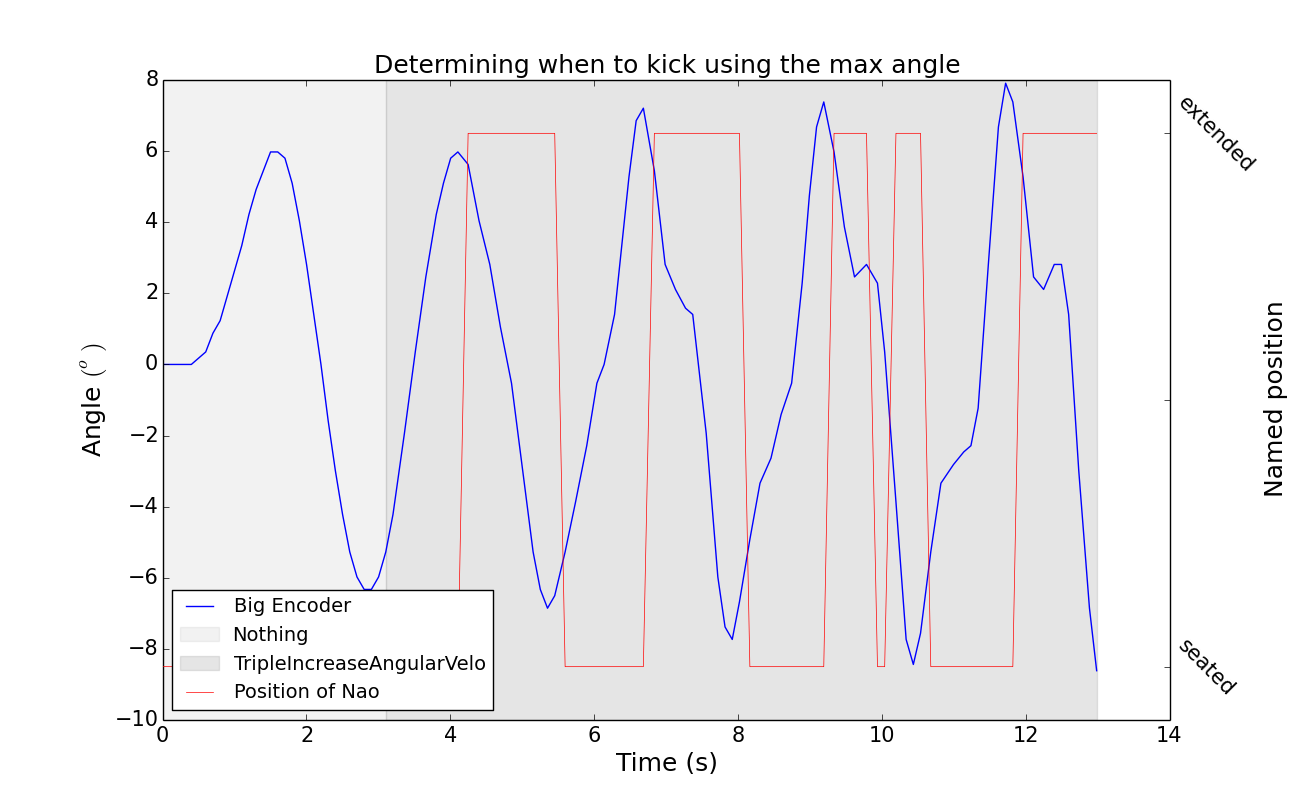 Determining when to kick using the max angle
8
6
4
2
0
−2
−4
−6
−8
−10
Angle (°)
0 2 4 6 8 10 12 14
Time (s)
extended
seated
Named position
Big Encoder
Nothing
TripleIncreaseAngularVelo
Position of Nao